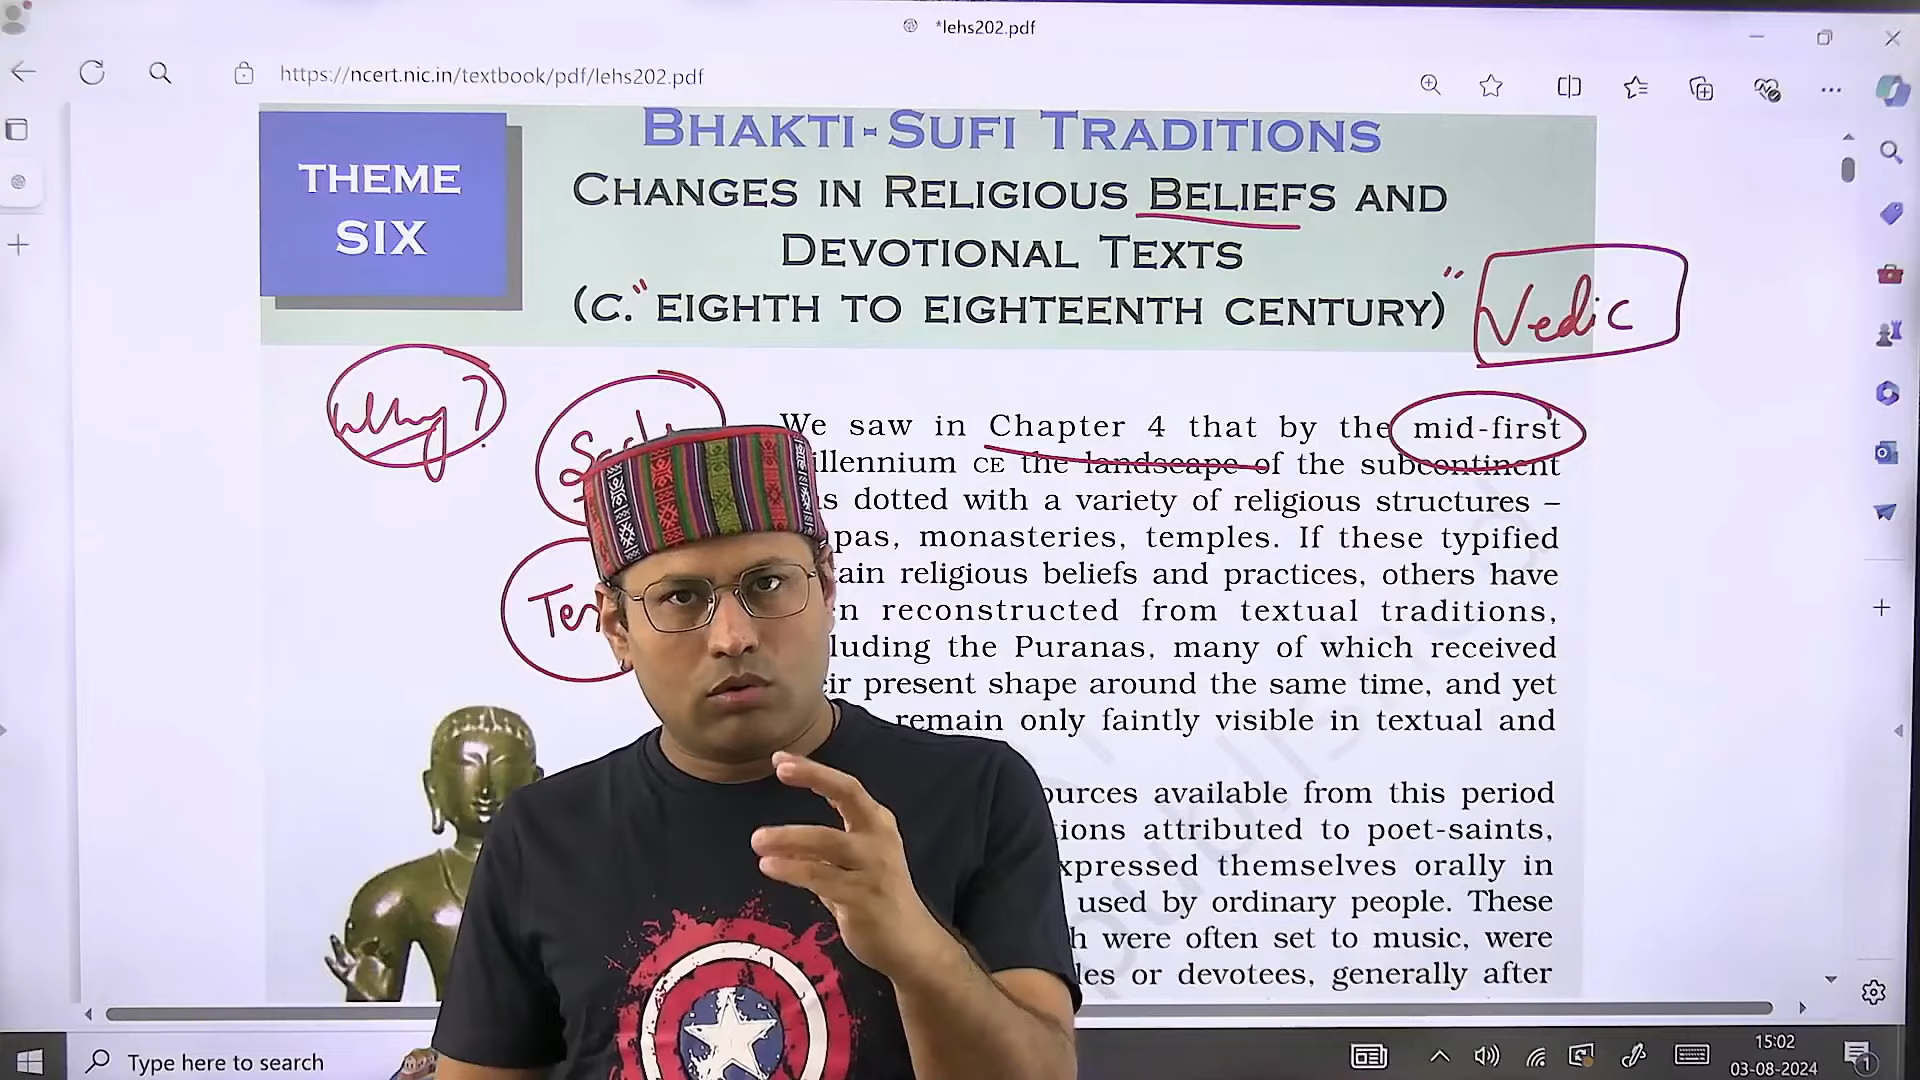 *lehs202.pdf
https://ncert.nic.in/textbook/pdf/lehs202.pdf
THEME
SIX
BHAKTI-SUFI TRADITIONS
CHANGES IN RELIGIOUS BELIEFS AND
DEVOTIONAL TEXTS
(C. " EIGHTH TO EIGHTEENTH CENTURY) "
Vedic
Why?
We saw in Chapter 4 that by the mid-first
illennium CE the landscape of the subcontinent
s dotted with a variety of religious structures –
pas, monasteries, temples. If these typified
tain religious beliefs and practices, others have
n reconstructed from textual traditions,
luding the Puranas, many of which received
eir present shape around the same time, and yet
remain only faintly visible in textual and
ources available from this period
tions attributed to poet-saints,
xpressed themselves orally in
used by ordinary people. These
h were often set to music, were
les or devotees, generally after
Type here to search
15:02
03-08-2024
1